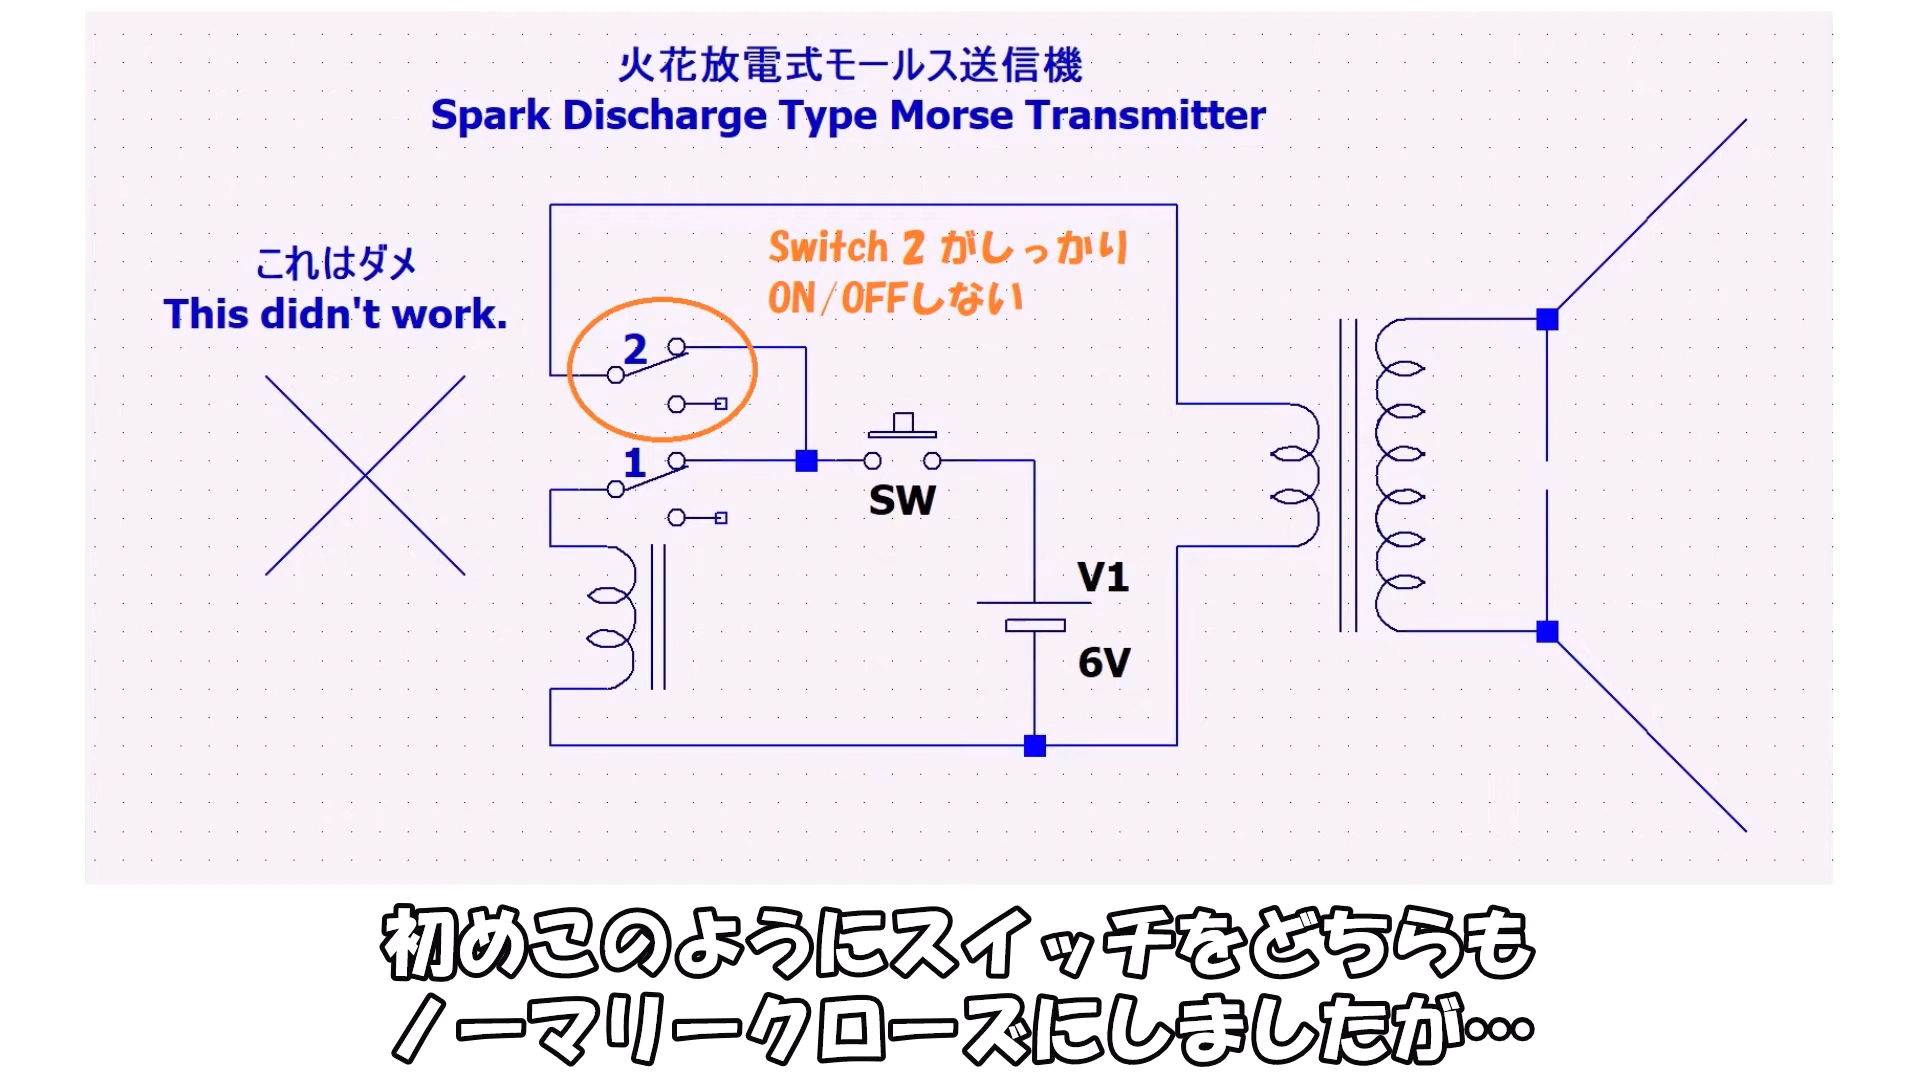 火花放電式モールス送信機
Spark Discharge Type Morse Transmitter
これはダメ
This didn't work.
Switch 2 がしっかり
ON/OFFしない
2
1
SW
V1
6V
初めこのようにスイッチをどちらも
ノーマリークローズにしましたが…